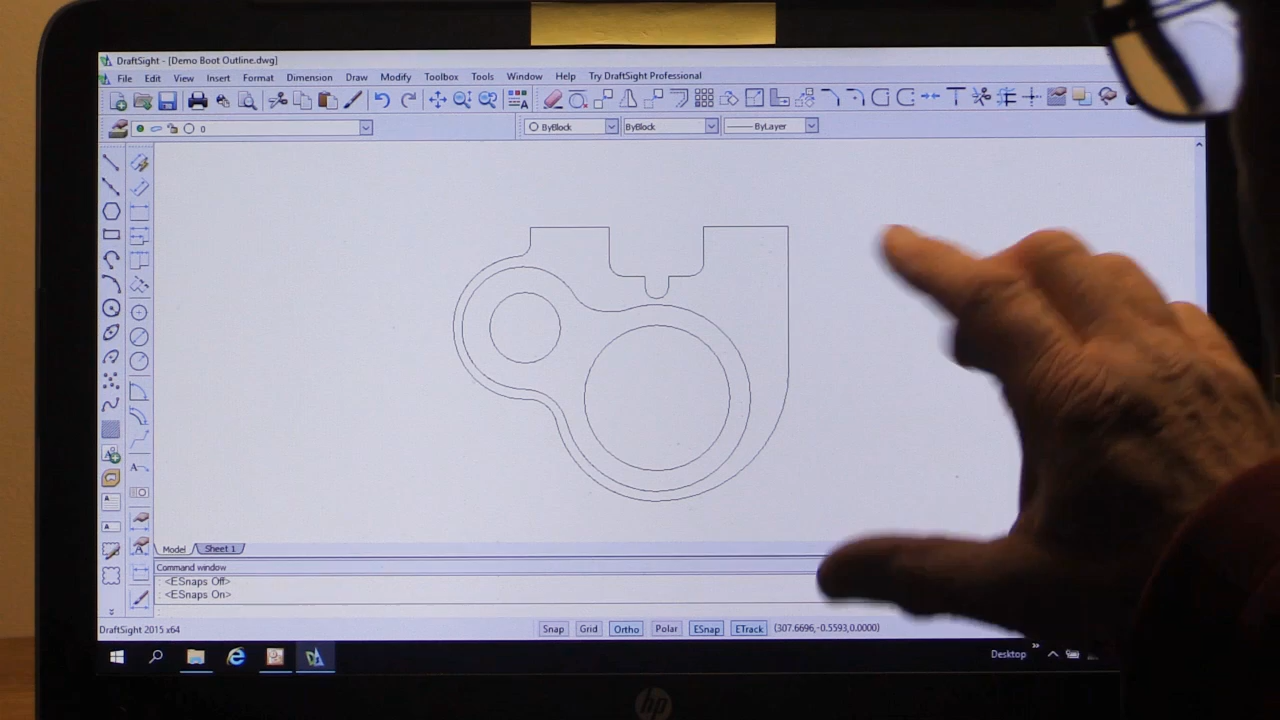 DraftSight - [Demo Boot Outline.dwg]
File Edit View Insert Format Dimension Draw Modify Toolbox Tools Window Help Try DraftSight Professional
0 ByBlock ByBlock ByLayer
A
A
A
Model Sheet 1
Command window
: <ESnaps Off>
: <ESnaps On>
:
DraftSight 2015 x64 Snap Grid Ortho Polar ESnap ETrack (307.6696,-0.5593,0.0000)
Desktop
hp